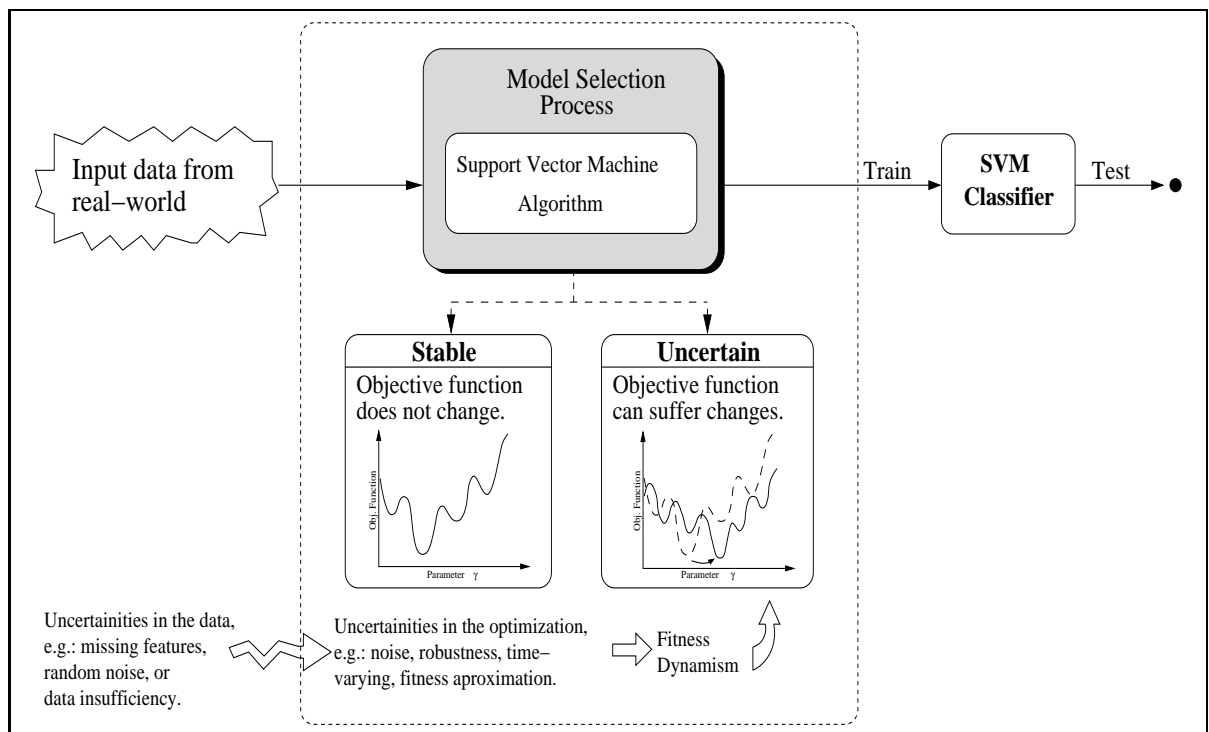 Model Selection
Process
Support Vector Machine
Algorithm
Input data from
real−world
Train
SVM
Classifier
Test
Stable
Objective function
does not change.
Obj. Function
Parameter γ
Uncertain
Objective function
can suffer changes.
Obj. Function
Parameter γ
Uncertainities in the data,
e.g.: missing features,
random noise, or
data insufficiency.
Uncertainities in the optimization,
e.g.: noise, robustness, time−
varying, fitness aproximation.
Fitness
Dynamism